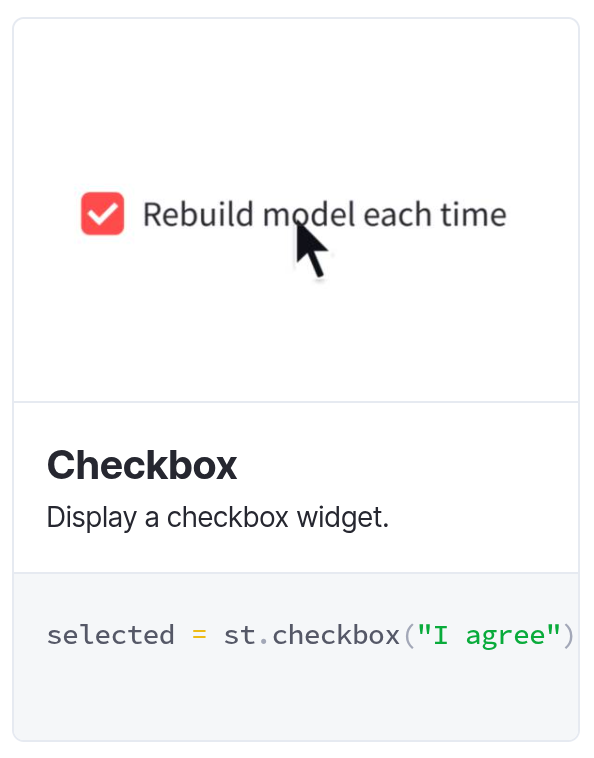 Rebuild model each time
Checkbox
Display a checkbox widget.
selected = st.checkbox("I agree")